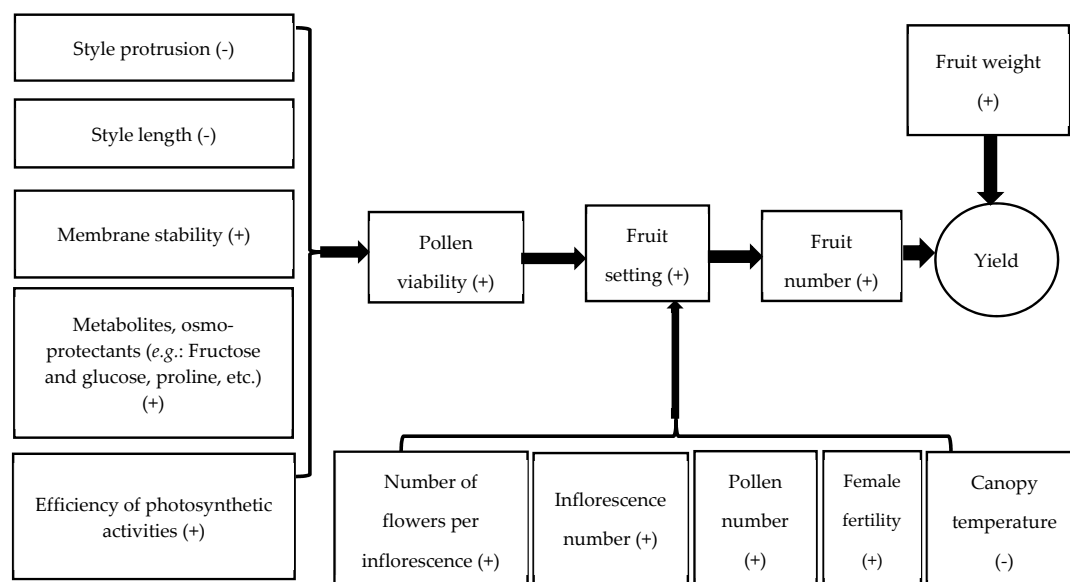 Style protrusion (-)
Style length (-)
Membrane stability (+)
Metabolites, osmo-
protectants (e.g.: Fructose
and glucose, proline, etc.)
(+)
Efficiency of photosynthetic
activities (+)
Pollen
viability (+)
Fruit
setting (+)
Fruit
number (+)
Fruit weight
(+)
Yield
Number of
flowers per
inflorescence (+)
Inflorescence
number (+)
Pollen
number
(+)
Female
fertility
(+)
Canopy
temperature
(-)